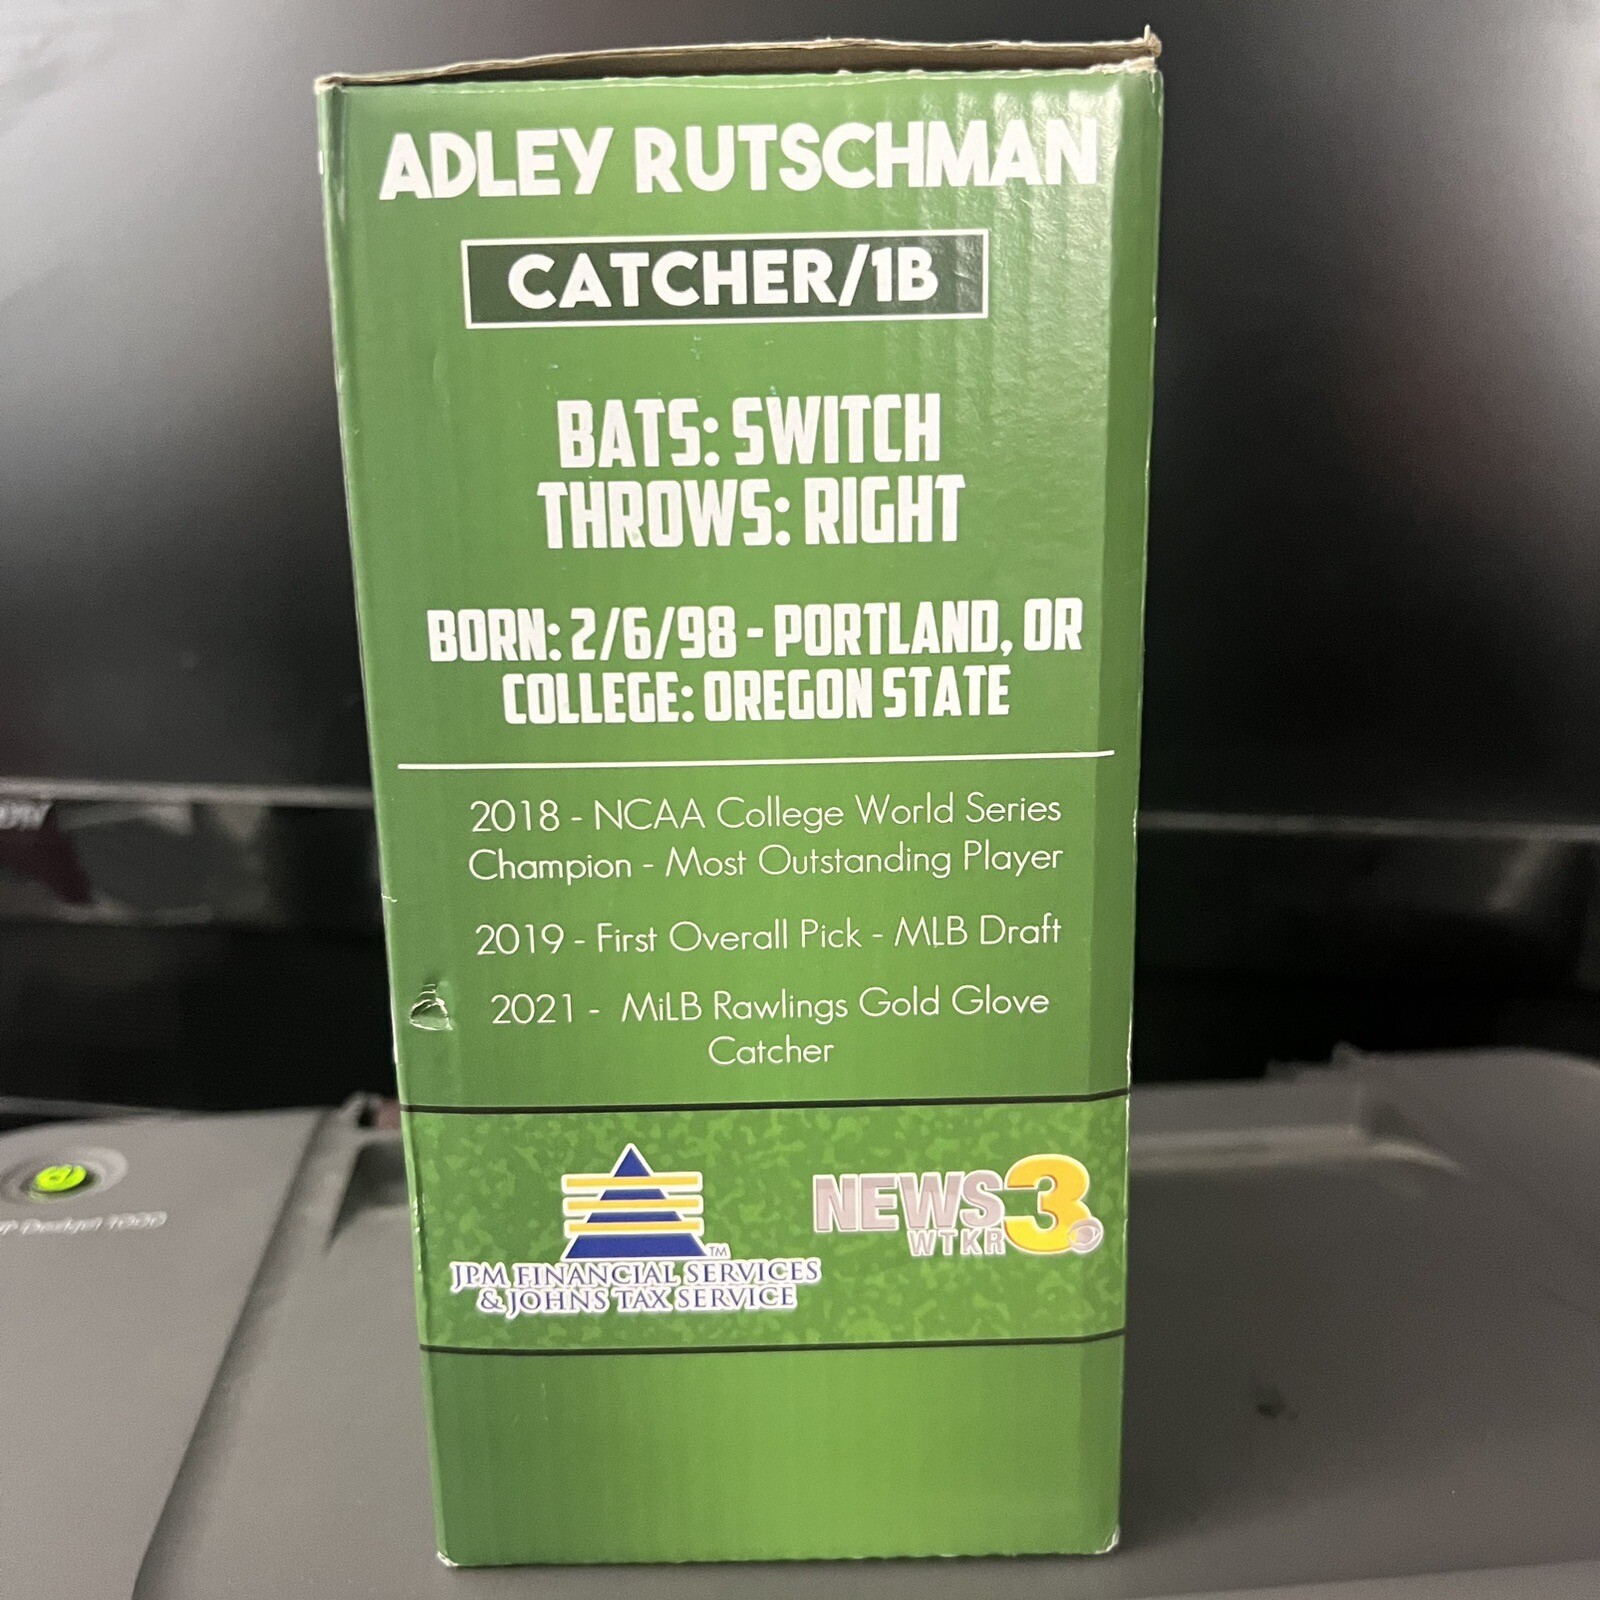 ADLEY RUTSCHMAN
CATCHER/1B
BATS: SWITCH
THROWS: RIGHT
BORN: 2/6/98 - PORTLAND, OR
COLLEGE: OREGON STATE
2018 - NCAA College World Series
Champion - Most Outstanding Player
2019 - First Overall Pick - MLB Draft
2021 - MiLB Rawlings Gold Glove
Catcher
TM
JPM FINANCIAL SERVICES
& JOHNS TAX SERVICE
NEWS 3
WTKR
Deskjet 1000